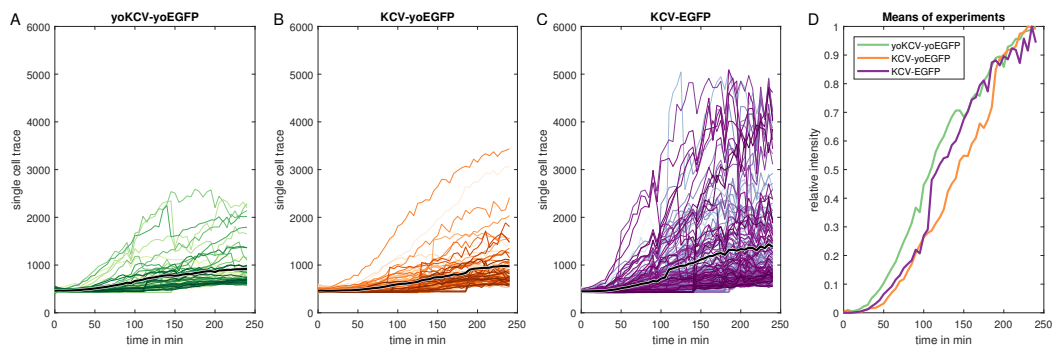 A
yoKCV-yoEGFP
6000
5000
4000
3000
2000
1000
0
single cell trace
0 50 100 150 200 250
time in min
B
KCV-yoEGFP
6000
5000
4000
3000
2000
1000
0
single cell trace
0 50 100 150 200 250
time in min
C
KCV-EGFP
6000
5000
4000
3000
2000
1000
0
single cell trace
0 50 100 150 200 250
time in min
D
Means of experiments
1
0.9
0.8
0.7
0.6
0.5
0.4
0.3
0.2
0.1
0
relative intensity
yoKCV-yoEGFP
KCV-yoEGFP
KCV-EGFP
0 50 100 150 200 250
time in min